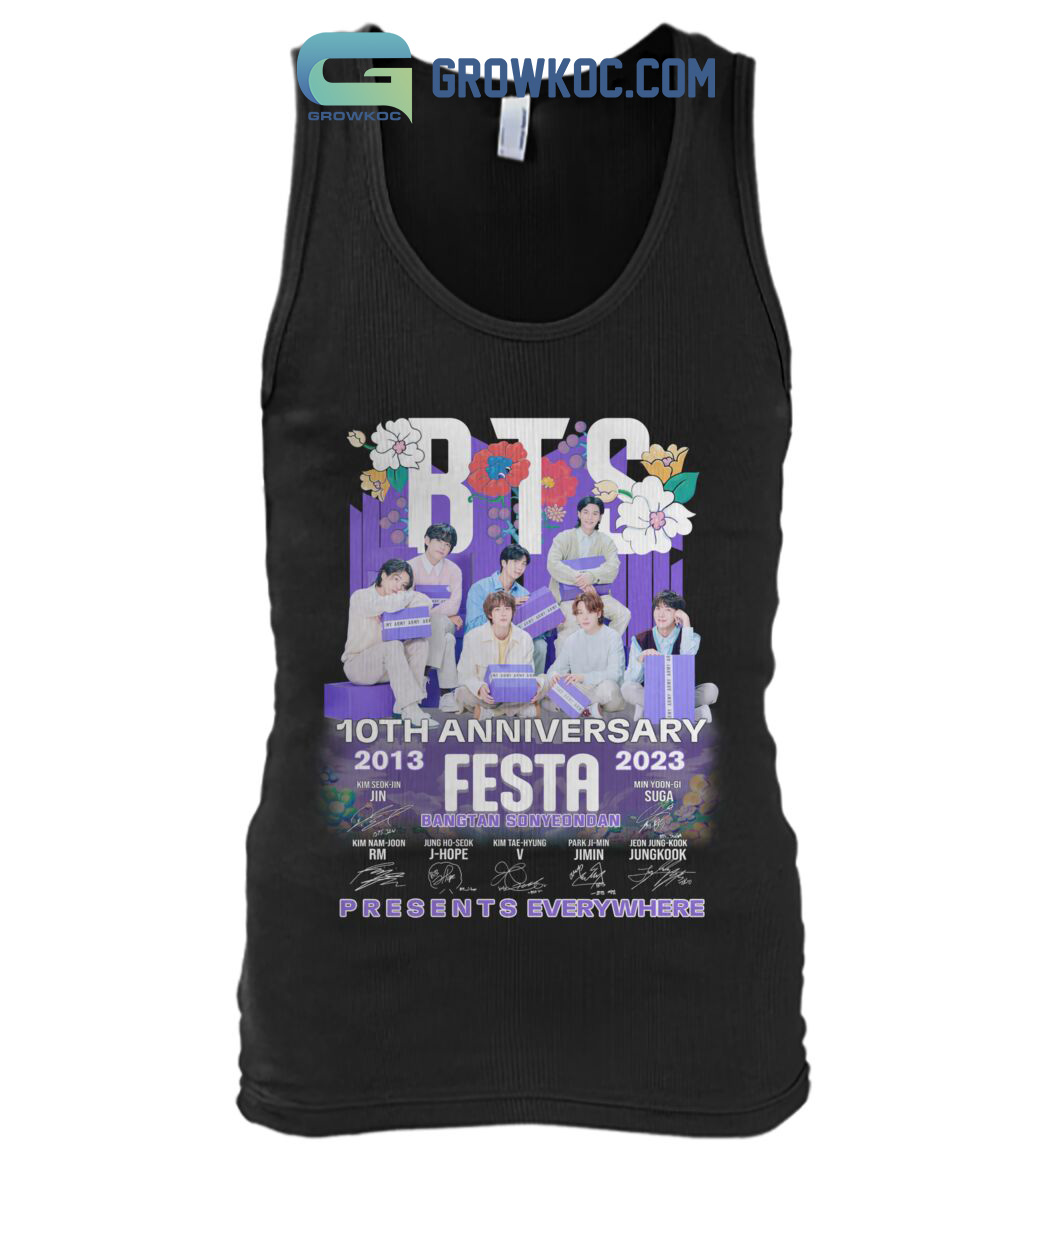 GROWKOC.COM
GROWKOC
BTS
10TH ANNIVERSARY
2013 FESTA 2023
KIM SEOK-JIN MIN YOON-GI
JIN SUGA
BANGTAN SONYEONDAN
KIM NAM-JOON JUNG HO-SEOK KIM TAE-HYUNG PARK JI-MIN JEON JUNG-KOOK
RM J-HOPE V JIMIN JUNGKOOK
PRESENTS EVERYWHERE